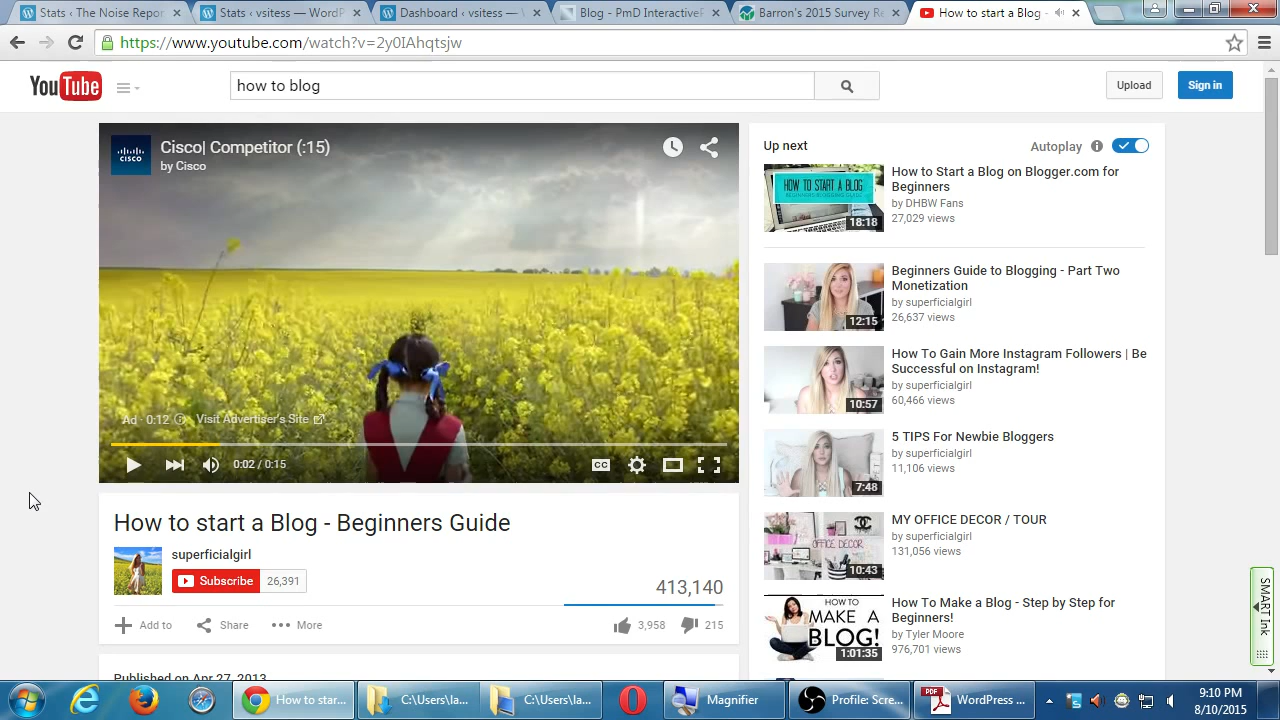 Stats ‹ The Noise Repor
Stats ‹ vsitess — WordP
Dashboard ‹ vsitess — W
Blog - PmD InteractiveP
Barron's 2015 Survey Re
How to start a Blog -
https://www.youtube.com/watch?v=2y0IAhqtsjw
YouTube
how to blog
Upload
Sign in
CISCO
Cisco| Competitor (:15)
by Cisco
Ad · 0:12
Visit Advertiser's Site
0:02 / 0:15
CC
How to start a Blog - Beginners Guide
superficialgirl
Subscribe
26,391
413,140
Add to
Share
More
3,958
215
Published on Apr 27, 2013
Up next
Autoplay
HOW TO START A BLOG
18:18
How to Start a Blog on Blogger.com for
Beginners
by DHBW Fans
27,029 views
12:15
Beginners Guide to Blogging - Part Two
Monetization
by superficialgirl
26,637 views
10:57
How To Gain More Instagram Followers | Be
Successful on Instagram!
by superficialgirl
60,466 views
7:48
5 TIPS For Newbie Bloggers
by superficialgirl
11,106 views
OFFICE DECOR
10:43
MY OFFICE DECOR / TOUR
by superficialgirl
131,056 views
HOW TO
MAKE A
BLOG!
1:01:35
How To Make a Blog - Step by Step for
Beginners!
by Tyler Moore
976,701 views
SMART Ink
How to star...
C:\Users\la...
C:\Users\la...
Magnifier
Profile: Scre...
PDF
WordPress ...
9:10 PM
8/10/2015